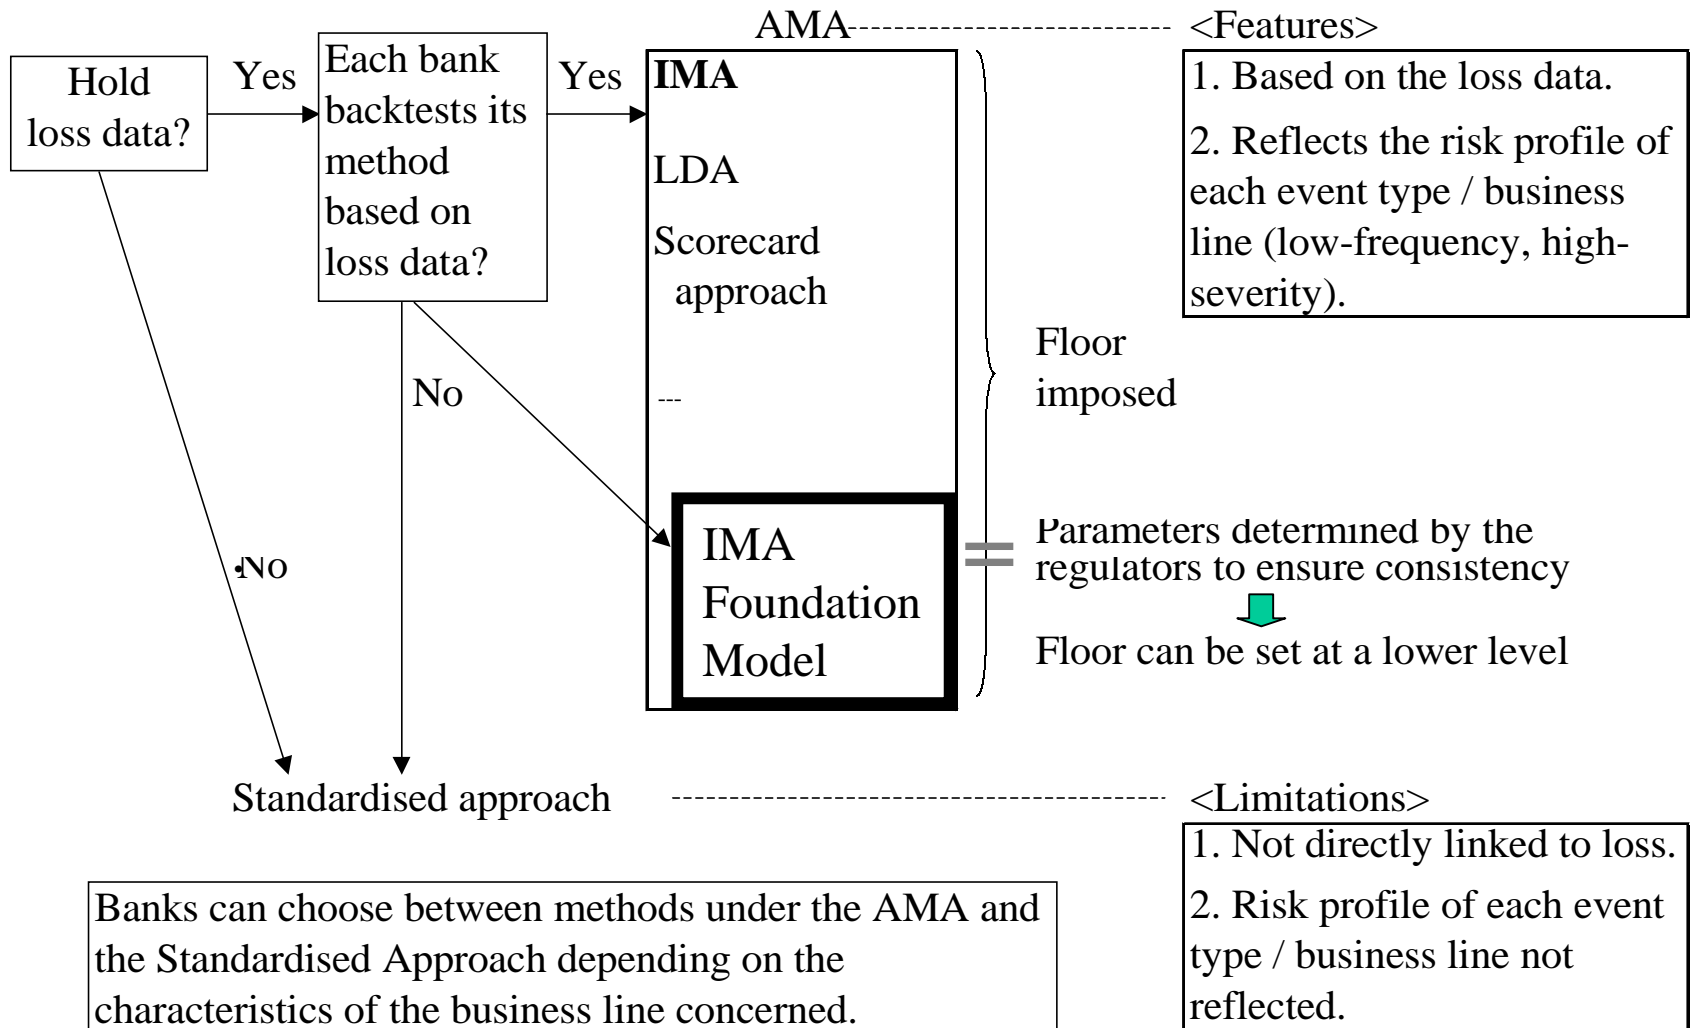 AMA
<Features>
Hold
loss data?
Yes
Each bank
backtests its
method
based on
loss data?
Yes
IMA
LDA
Scorecard
approach
---
1. Based on the loss data.
2. Reflects the risk profile of
each event type / business
line (low-frequency, high-
severity).
Floor
imposed
No
·No
IMA
Foundation
Model
Parameters determined by the
regulators to ensure consistency
Floor can be set at a lower level
Standardised approach
<Limitations>
1. Not directly linked to loss.
2. Risk profile of each event
type / business line not
reflected.
Banks can choose between methods under the AMA and
the Standardised Approach depending on the
characteristics of the business line concerned.